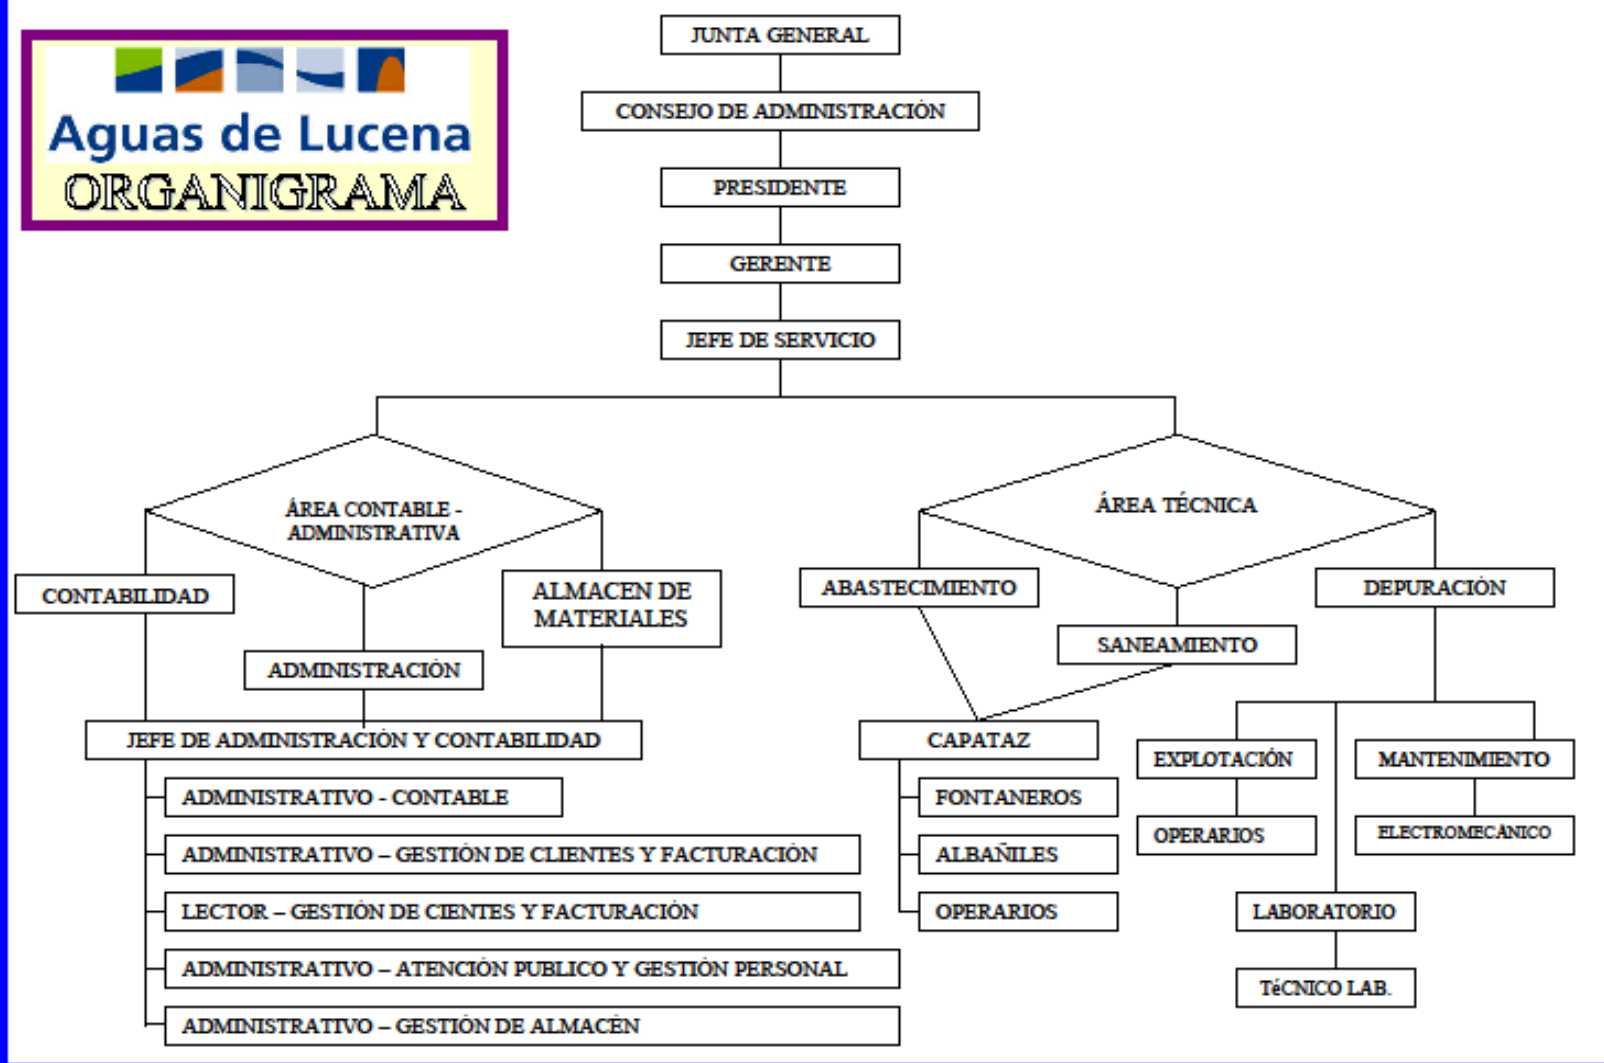 Aguas de Lucena
ORGANIGRAMA
JUNTA GENERAL
CONSEJO DE ADMINISTRACIÓN
PRESIDENTE
GERENTE
JEFE DE SERVICIO
ÁREA CONTABLE -
ADMINISTRATIVA
CONTABILIDAD
ADMINISTRACIÓN
ALMACEN DE
MATERIALES
JEFE DE ADMINISTRACIÓN Y CONTABILIDAD
ADMINISTRATIVO - CONTABLE
ADMINISTRATIVO – GESTIÓN DE CLIENTES Y FACTURACIÓN
LECTOR – GESTIÓN DE CIENTES Y FACTURACIÓN
ADMINISTRATIVO – ATENCIÓN PUBLICO Y GESTIÓN PERSONAL
ADMINISTRATIVO – GESTIÓN DE ALMACÉN
ÁREA TÉCNICA
ABASTECIMIENTO
SANEAMIENTO
DEPURACIÓN
CAPATAZ
FONTANEROS
ALBAÑILES
OPERARIOS
EXPLOTACIÓN
OPERARIOS
MANTENIMIENTO
ELECTROMECÁNICO
LABORATORIO
TéCNICO LAB.